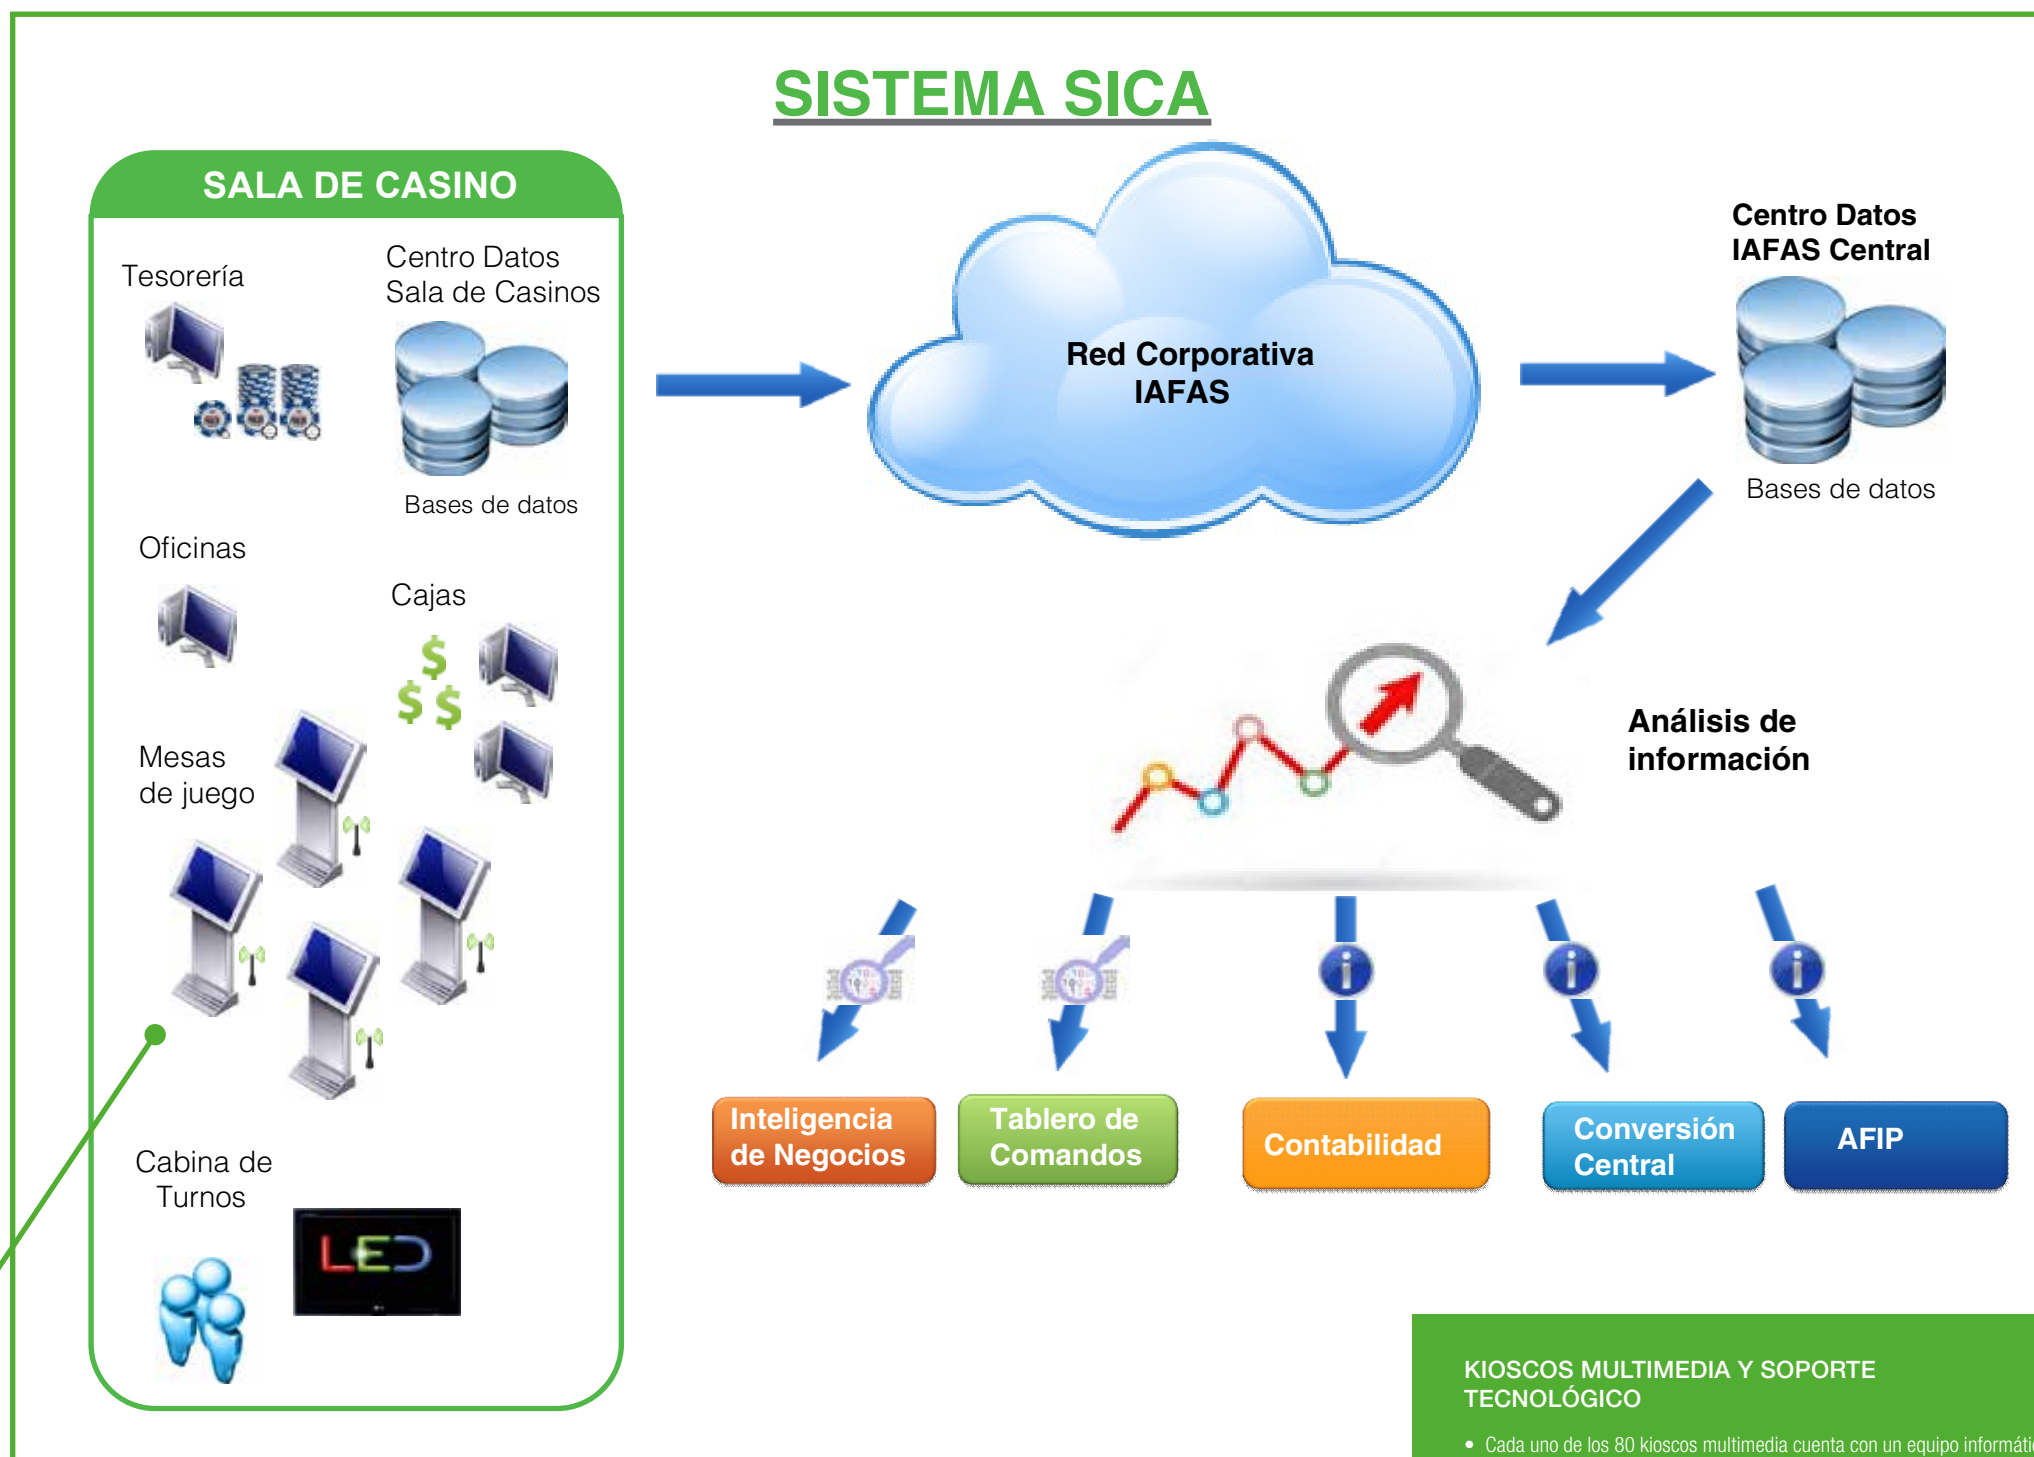 SISTEMA SICA
SALA DE CASINO
Tesorería
Centro Datos
Sala de Casinos
Bases de datos
Oficinas
Cajas
$
$ $
Mesas
de juego
Cabina de
Turnos
LED
Red Corporativa
IAFAS
Centro Datos
IAFAS Central
Bases de datos
Análisis de
información
i
i
i
Inteligencia
de Negocios
Tablero de
Comandos
Contabilidad
Conversión
Central
AFIP
KIOSCOS MULTIMEDIA Y SOPORTE
TECNOLÓGICO
• Cada uno de los 80 kioscos multimedia cuenta con un equipo